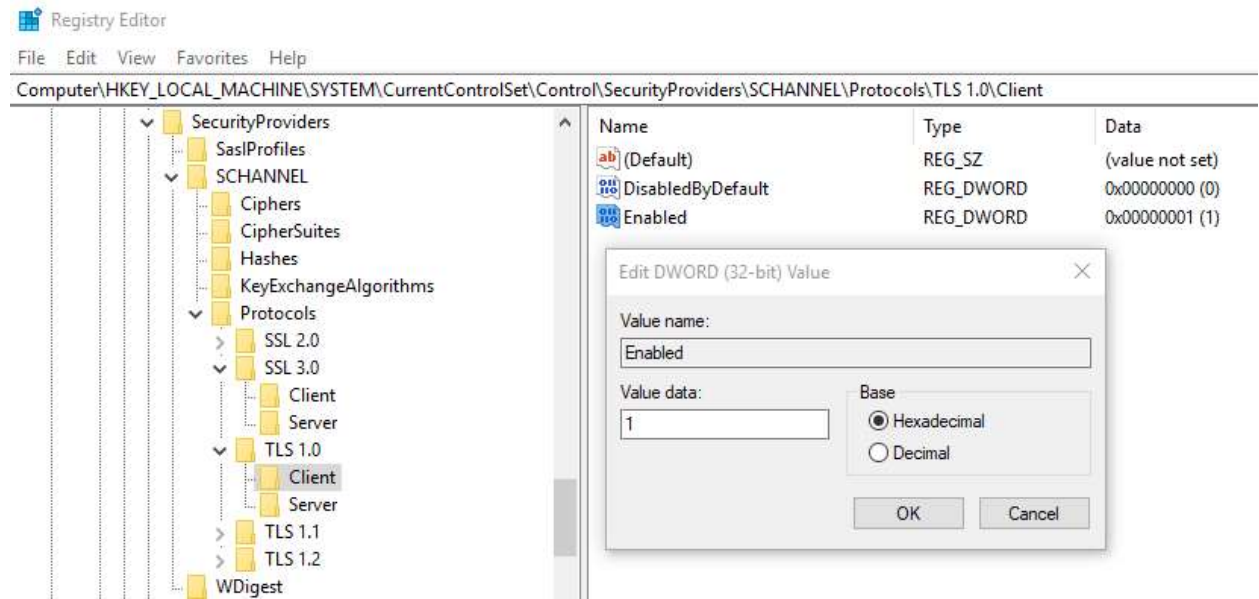 Registry Editor
File Edit View Favorites Help
Computer\HKEY_LOCAL_MACHINE\SYSTEM\CurrentControlSet\Control\SecurityProviders\SCHANNEL\Protocols\TLS 1.0\Client
SecurityProviders
SaslProfiles
SCHANNEL
Ciphers
CipherSuites
Hashes
KeyExchangeAlgorithms
Protocols
SSL 2.0
SSL 3.0
Client
Server
TLS 1.0
Client
Server
TLS 1.1
TLS 1.2
WDigest
Name Type Data
(Default) REG_SZ (value not set)
DisabledByDefault REG_DWORD 0x00000000 (0)
Enabled REG_DWORD 0x00000001 (1)
Edit DWORD (32-bit) Value
Value name:
Enabled
Value data:
1
Base
Hexadecimal
Decimal
OK Cancel